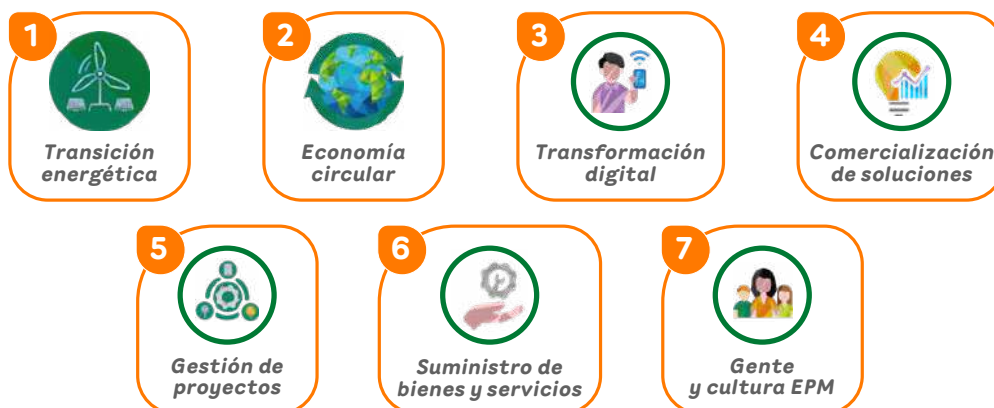 1
Transición
energética
2
Economía
circular
3
Transformación
digital
4
Comercialización
de soluciones
5
Gestión de
proyectos
6
Suministro de
bienes y servicios
7
Gente
y cultura EPM